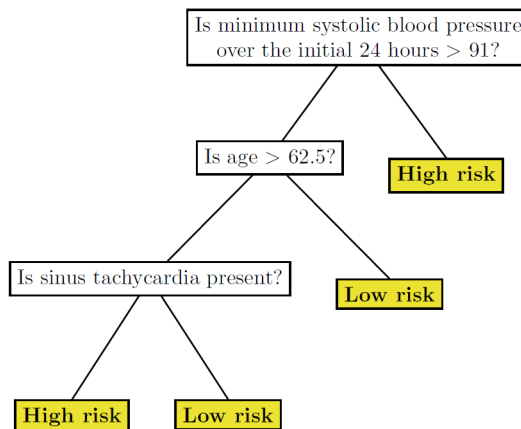 Is minimum systolic blood pressure
over the initial 24 hours > 91?
Is age > 62.5?
High risk
Is sinus tachycardia present?
Low risk
High risk
Low risk